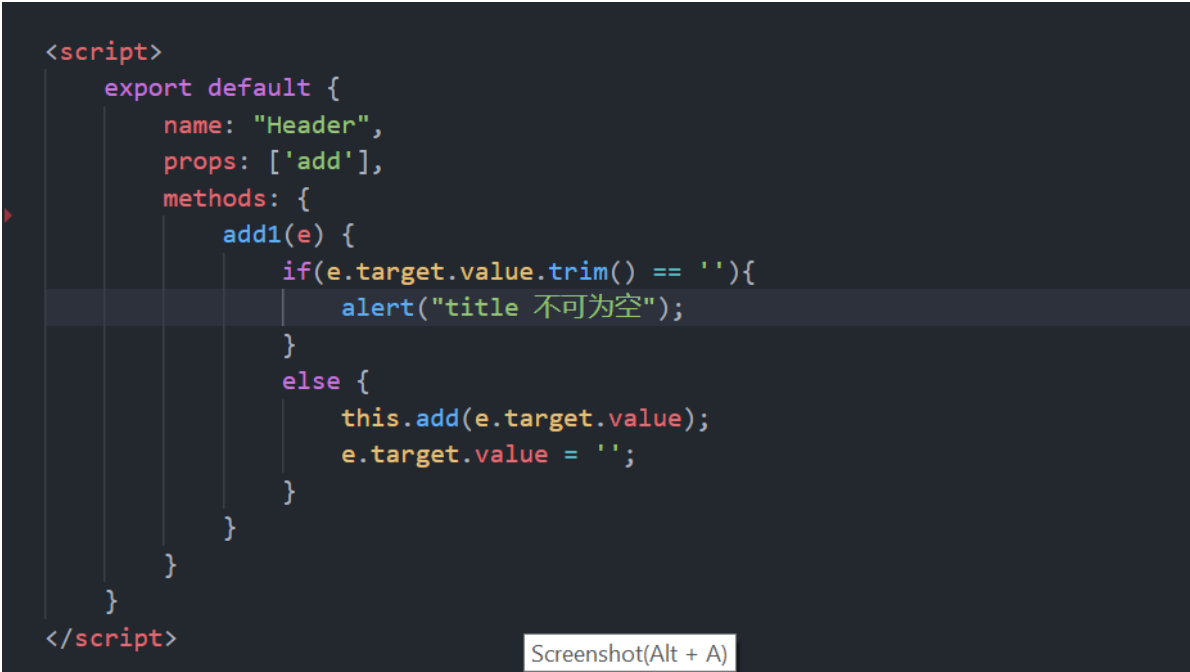 <script>
export default {
name: "Header",
props: ['add'],
methods: {
add1(e) {
if(e.target.value.trim() == ''){
alert("title 不可为空");
}
else {
this.add(e.target.value);
e.target.value = '';
}
}
}
}
</script>
Screenshot(Alt + A)